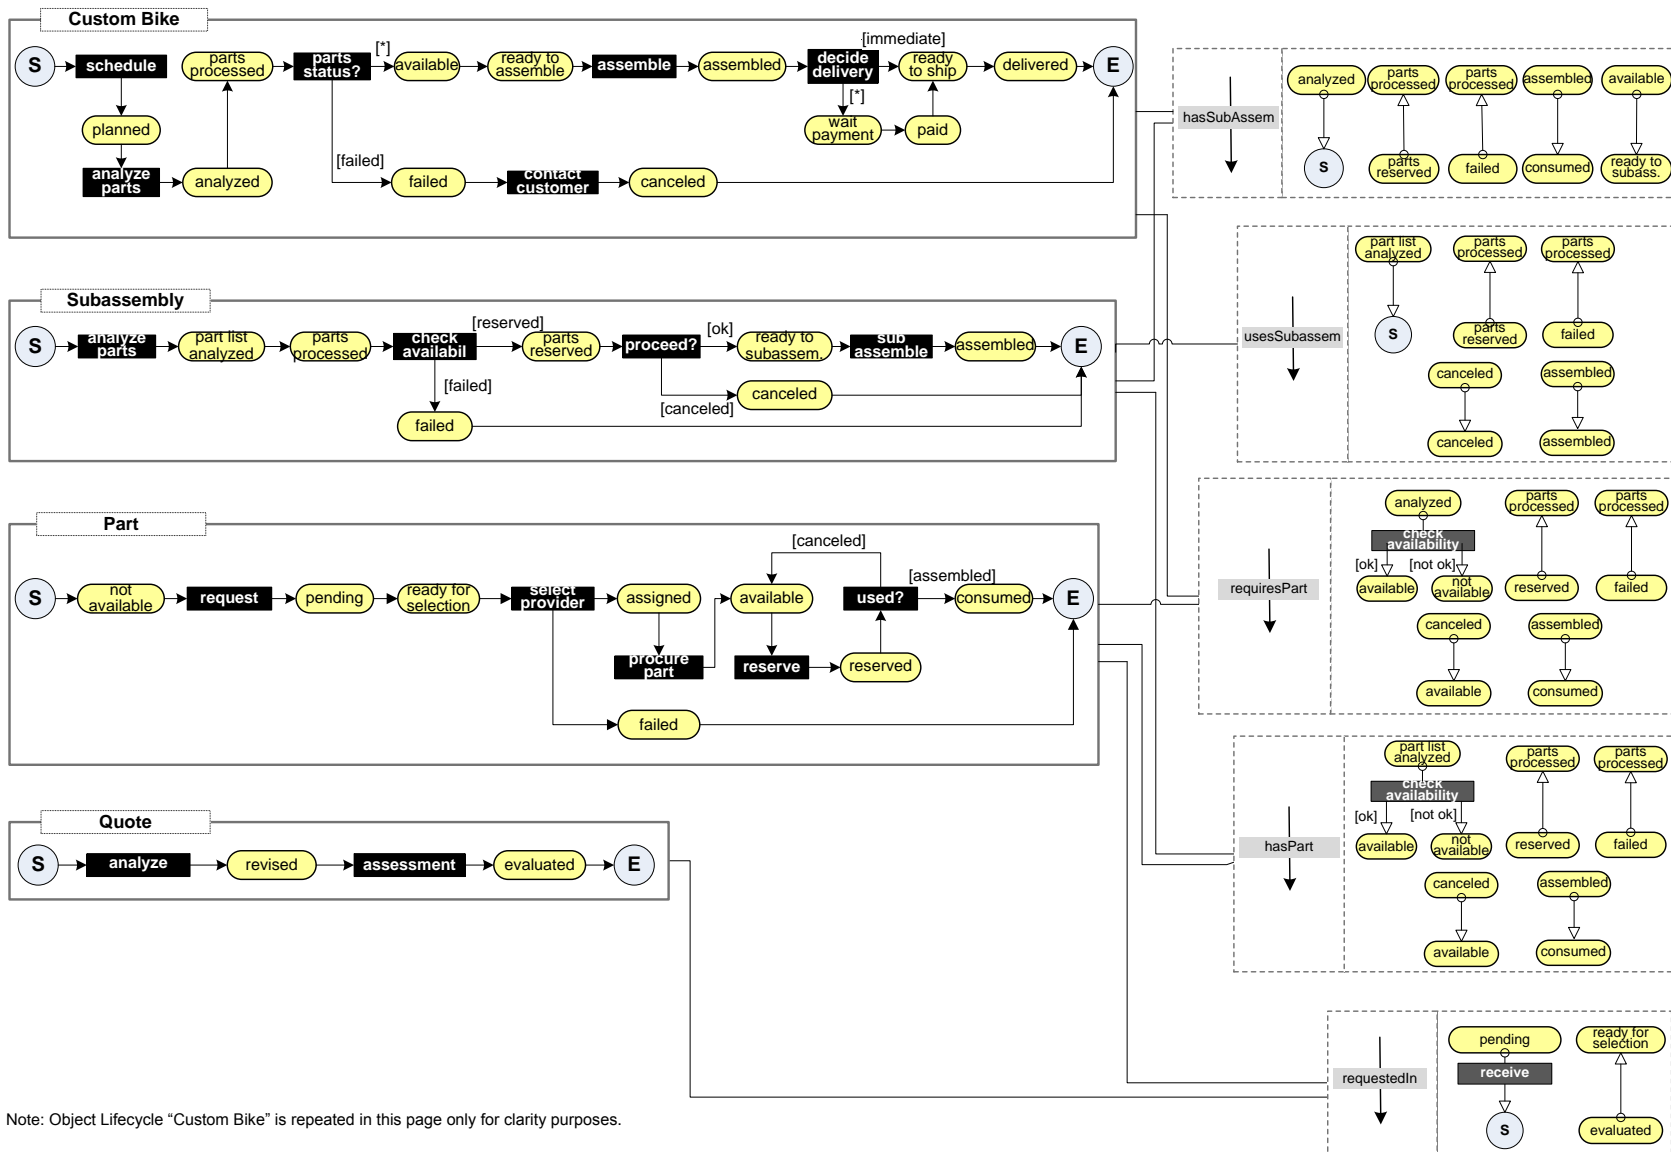 Custom Bike
S
schedule
planned
analyze
parts
analyzed
parts
processed
parts
status?
[*]
available
ready to
assemble
assemble
assembled
decide
delivery
[immediate]
ready
to ship
delivered
E
[*]
wait
payment
paid
[failed]
failed
contact
customer
canceled
hasSubAssem
analyzed
S
parts
processed
parts
reserved
parts
processed
failed
assembled
consumed
available
ready to
subass.
Subassembly
S
analyze
parts
part list
analyzed
parts
processed
check
availabil
[reserved]
parts
reserved
proceed?
[ok]
ready to
subassem.
sub
assemble
assembled
E
[failed]
failed
[canceled]
canceled
usesSubassem
part list
analyzed
S
parts
processed
parts
reserved
parts
processed
failed
canceled
canceled
assembled
assembled
Part
S
not
available
request
pending
ready for
selection
select
provider
assigned
procure
part
available
[canceled]
reserve
reserved
used?
[assembled]
consumed
E
failed
requiresPart
analyzed
check
availability
[ok]
[not ok]
available
not
available
parts
processed
reserved
parts
processed
failed
canceled
available
assembled
consumed
hasPart
part list
analyzed
check
availability
[ok]
[not ok]
available
not
available
parts
processed
reserved
parts
processed
failed
canceled
available
assembled
consumed
Quote
S
analyze
revised
assessment
evaluated
E
requestedIn
pending
receive
S
ready for
selection
evaluated
Note: Object Lifecycle “Custom Bike” is repeated in this page only for clarity purposes.